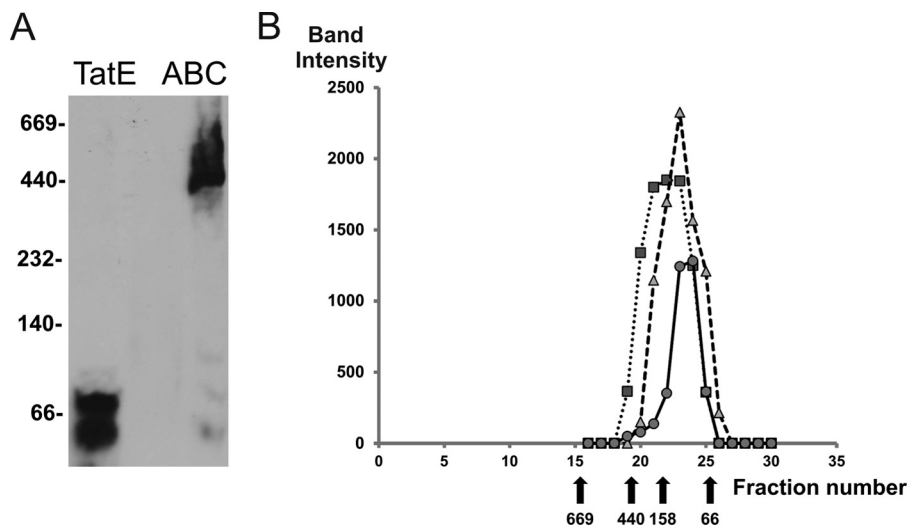 A
TatE ABC
669-
440-
232-
140-
66-
B
Band
Intensity
2500
2000
1500
1000
500
0
0 5 10 15 20 25 30 35
Fraction number
669 440 158 66